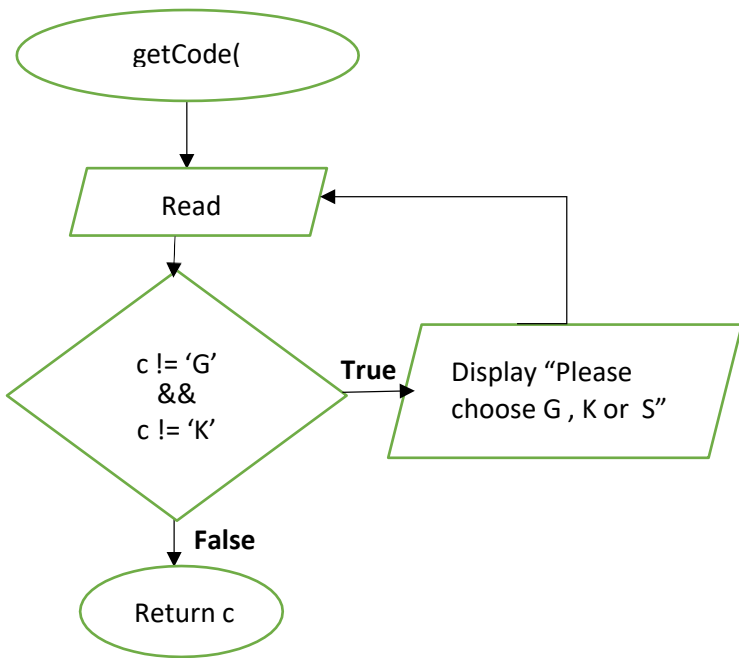 getCode(
Read
c != ‘G’
&&
c != ‘K’
True
Display “Please
choose G , K or  S”
False
Return c